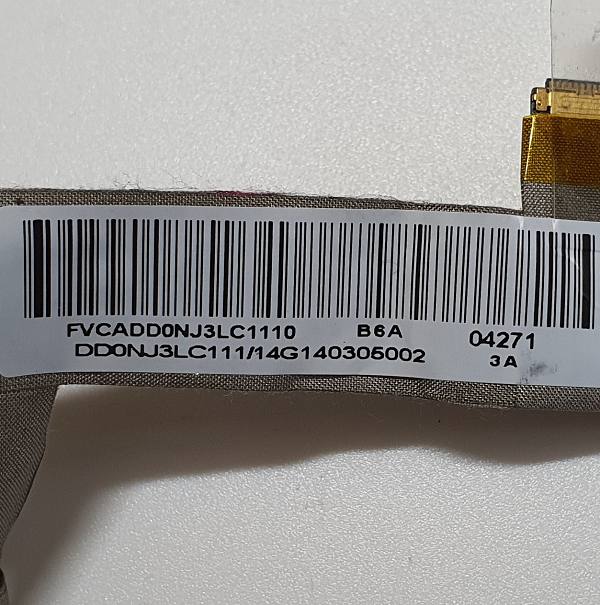 FVCADD0NJ3LC1110 B6A 04271
DD0NJ3LC111/14G140305002 3A